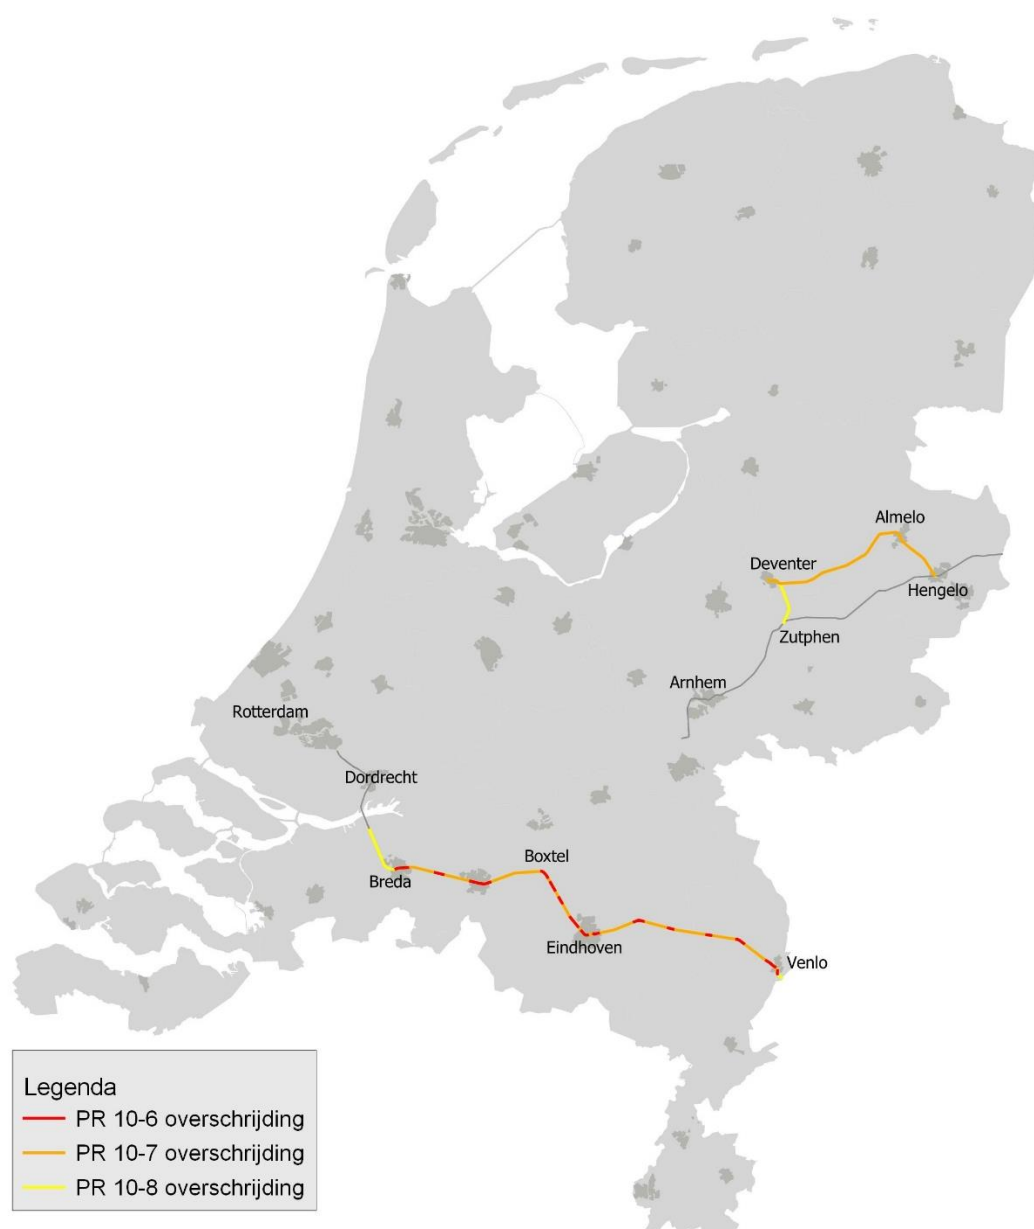 Almelo
Deventer
Hengelo
Zutphen
Arnhem
Rotterdam
Dordrecht
Boxtel
Breda
Eindhoven
Venlo
Legenda
PR 10-6 overschrijding
PR 10-7 overschrijding
PR 10-8 overschrijding